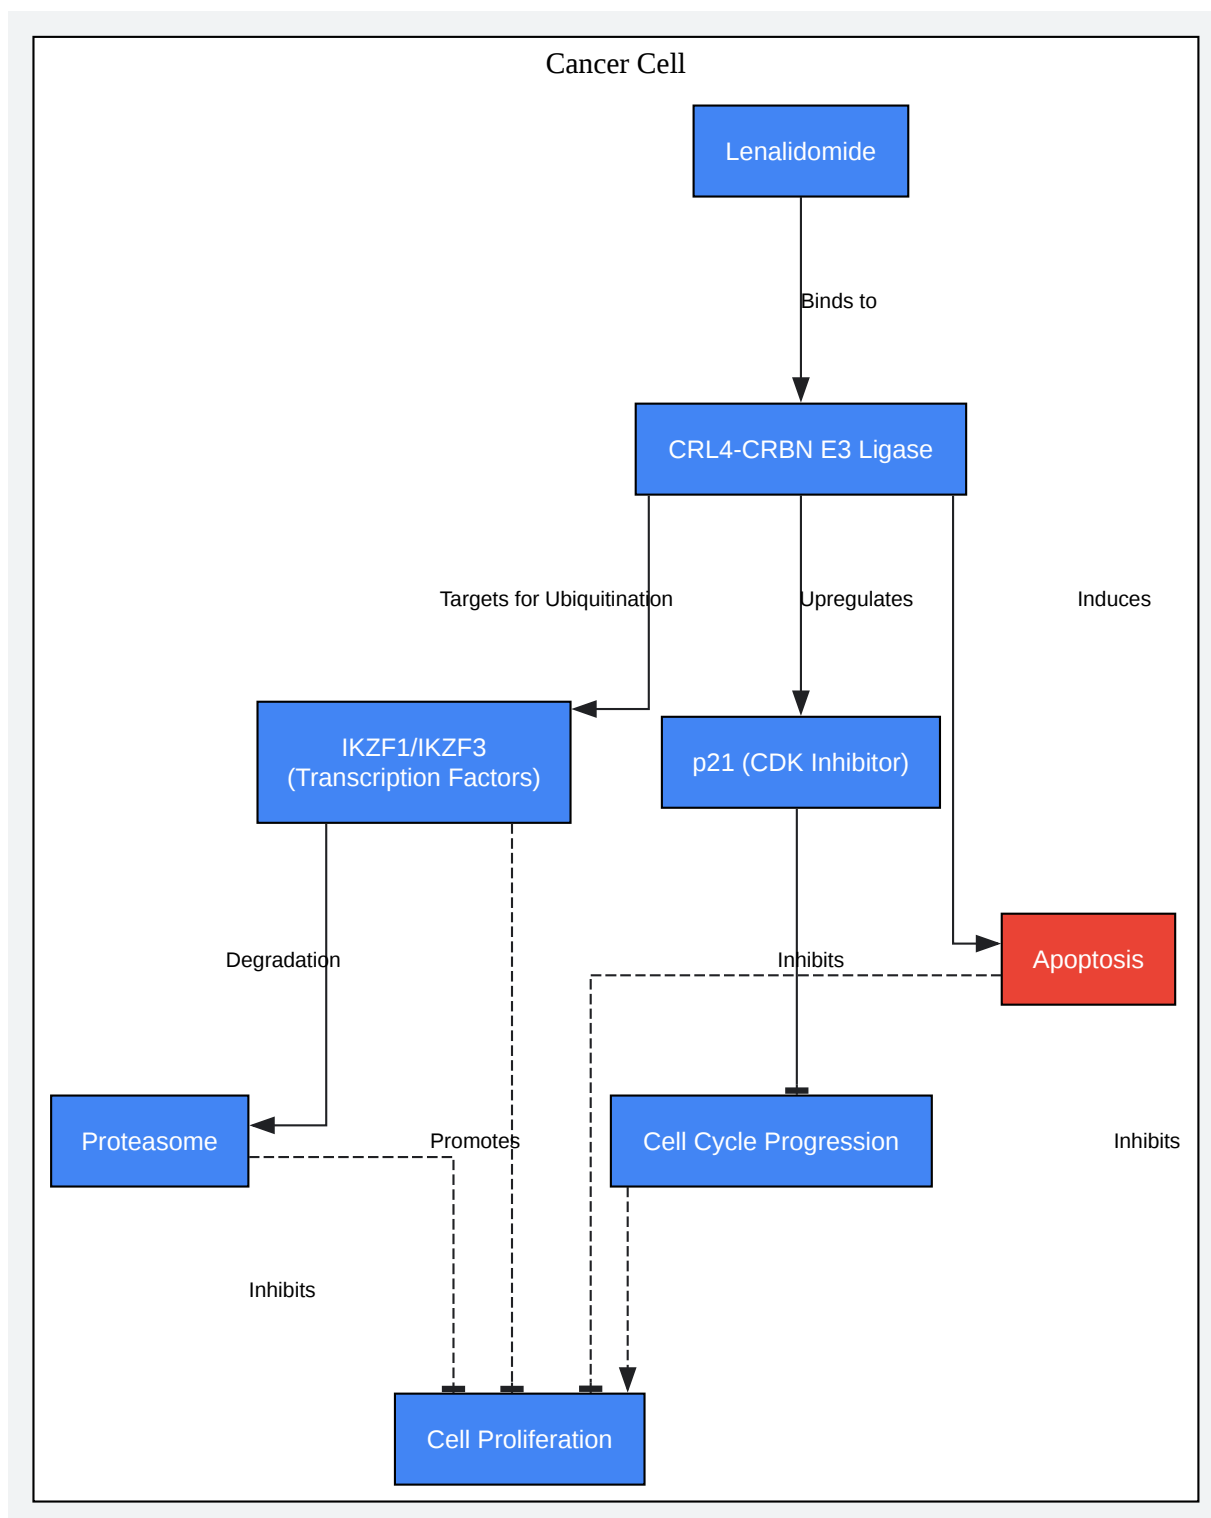 Cancer Cell
Lenalidomide
Binds to
CRL4-CRBN E3 Ligase
Targets for Ubiquitination
Upregulates
Induces
IKZF1/IKZF3
(Transcription Factors)
p21 (CDK Inhibitor)
Degradation
Inhibits
Apoptosis
Proteasome
Promotes
Cell Cycle Progression
Inhibits
Inhibits
Cell Proliferation